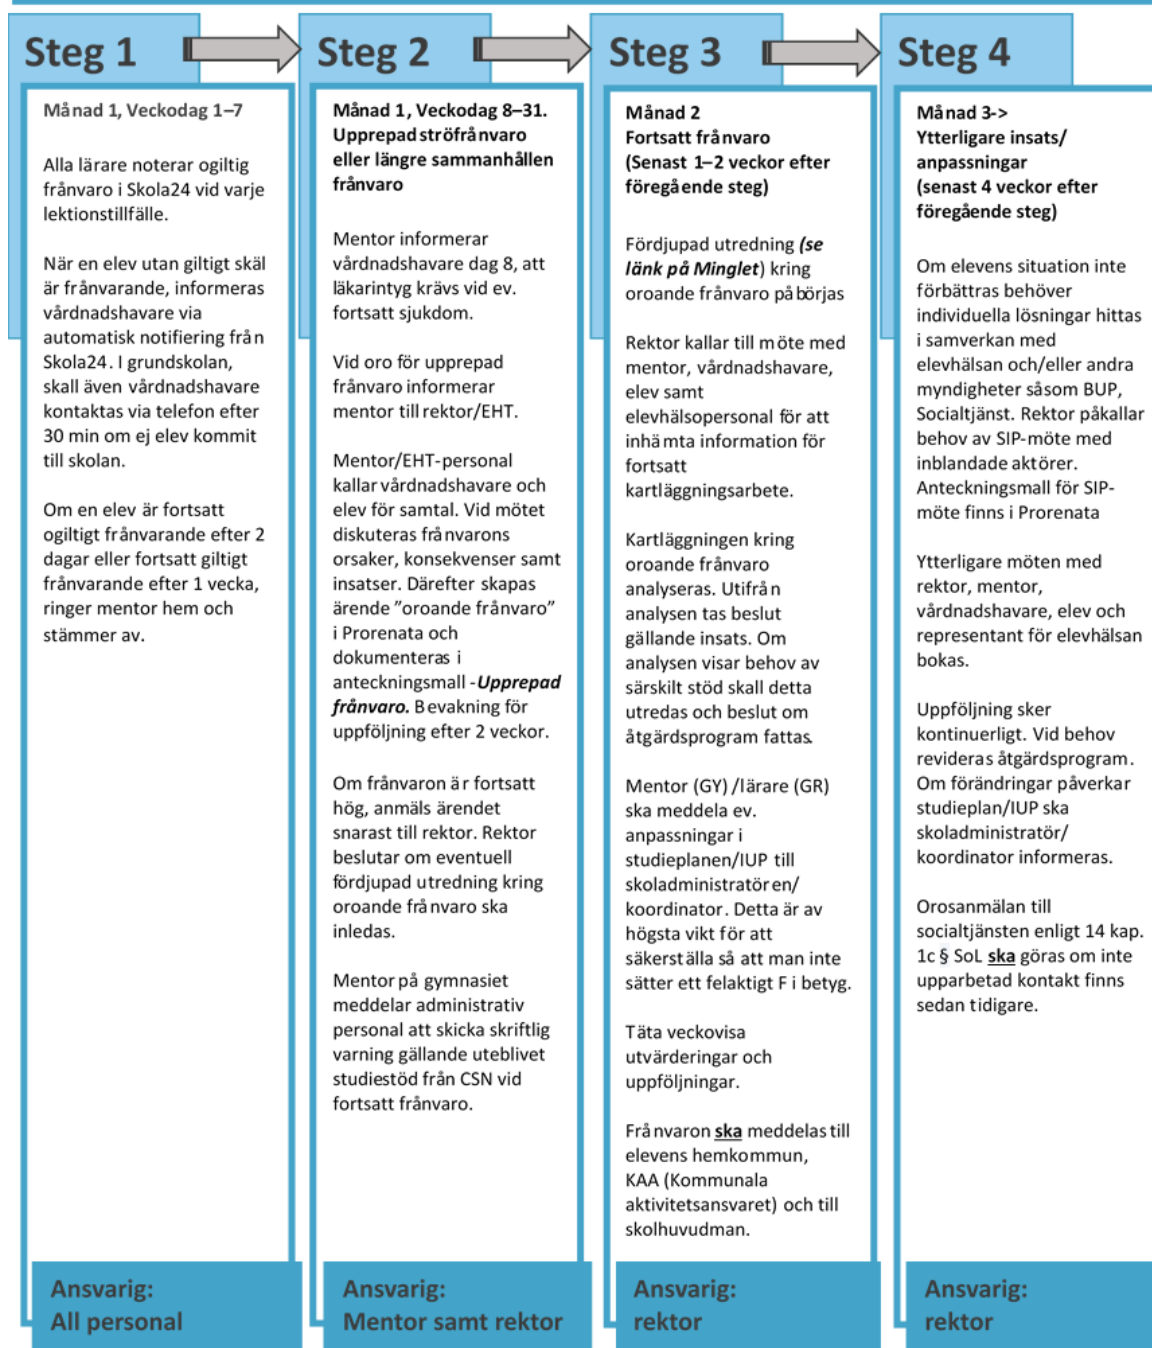 Steg 1
Månad 1, Veckodag 1–7
Alla lärare noterar ogiltig
frånvaro i Skola24 vid varje
lektionstillfälle.
När en elev utan giltigt skäl
är frånvarande, informeras
vårdnadshavare via
automatisk notifiering från
Skola24. I grundskolan,
skall även vårdnadshavare
kontaktas via telefon efter
30 min om ej elev kommit
till skolan.
Om en elev är fortsatt
ogiltigt frånvarande efter 2
dagar eller fortsatt giltigt
frånvarande efter 1 vecka,
ringer mentor hem och
stämmer av.
Ansvarig:
All personal
Steg 2
Månad 1, Veckodag 8–31.
Upprepad ströfrånvaro
eller längre sammanhållen
frånvaro
Mentor informerar
vårdnadshavare dag 8, att
läkarintyg krävs vid ev.
fortsatt sjukdom.
Vid oro för upprepad
frånvaro informerar
mentor till rektor/EHT.
Mentor/EHT-personal
kallar vårdnadshavare och
elev för samtal. Vid mötet
diskuteras frånvarons
orsaker, konsekvenser samt
insatser. Därefter skapas
ärende ”oroande frånvaro”
i Prorenata och
dokumenteras i
anteckningsmall -Upprepad
frånvaro. Bevakning för
uppföljning efter 2 veckor.
Om frånvaron är fortsatt
hög, anmäls ärendet
snarast till rektor. Rektor
beslutar om eventuell
fördjupad utredning kring
oroande frånvaro ska
inledas.
Mentor på gymnasiet
meddelar administrativ
personal att skicka skriftlig
varning gällande uteblivet
studiestöd från CSN vid
fortsatt frånvaro.
Ansvarig:
Mentor samt rektor
Steg 3
Månad 2
Fortsatt frånvaro
(Senast 1–2 veckor efter
föregående steg)
Fördjupad utredning (se
länk på Minglet) kring
oroande frånvaro påbörjas
Rektor kallar till möte med
mentor, vårdnadshavare,
elev samt
elevhälsopersonal för att
inhämta information för
fortsatt
kartläggningsarbete.
Kartläggningen kring
oroande frånvaro
analyseras. Utifrån
analysen tas beslut
gällande insats. Om
analysen visar behov av
särskilt stöd skall detta
utredas och beslut om
åtgärdsprogram fattas.
Mentor (GY) /lärare (GR)
ska meddela ev.
anpassningar i
studieplanen/IUP till
skoladministratören/
koordinator. Detta är av
högsta vikt för att
säkerställa så att man inte
sätter ett felaktigt F i betyg.
Täta veckovisa
utvärderingar och
uppföljningar.
Frånvaron ska meddelas till
elevens hemkommun,
KAA (Kommunala
aktivitetsansvaret) och till
skolhuvudman.
Ansvarig:
rektor
Steg 4
Månad 3->
Ytterligare insats/
anpassningar
(senast 4 veckor efter
föregående steg)
Om elevens situation inte
förbättras behöver
individuella lösningar hittas
i samverkan med
elevhälsan och/eller andra
myndigheter såsom BUP,
Socialtjänst. Rektor påkallar
behov av SIP-möte med
inblandade aktörer.
Anteckningsmall för SIP-
möte finns i Prorenata
Ytterligare möten med
rektor, mentor,
vårdnadshavare, elev och
representant för elevhälsan
bokas.
Uppföljning sker
kontinuerligt. Vid behov
revideras åtgärdsprogram.
Om förändringar påverkar
studieplan/IUP ska
skoladministratör/
koordinator informeras.
Orosanmälan till
socialtjänsten enligt 14 kap.
1c § SoL ska göras om inte
upparbetad kontakt finns
sedan tidigare.
Ansvarig:
rektor